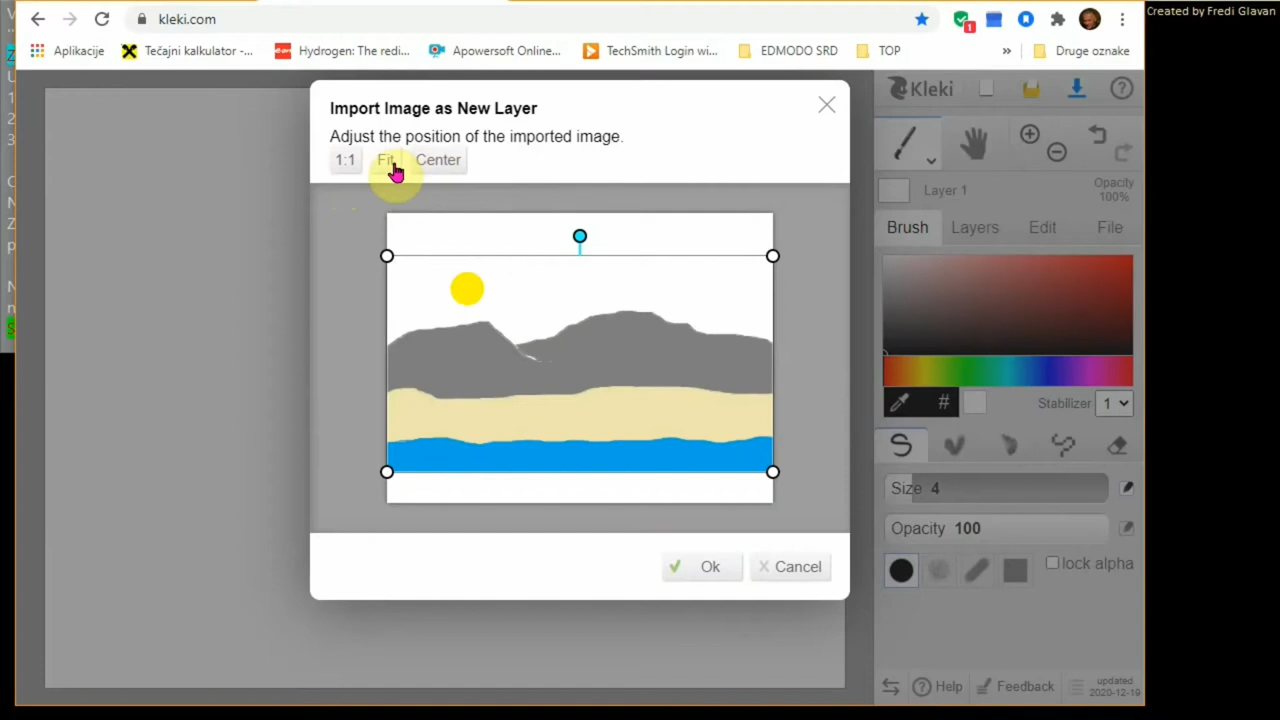 kleki.com
1
Created by Fredi Glavan
Aplikacije
Tečajni kalkulator -...
e-on
Hydrogen: The redi...
Apowersoft Online...
TechSmith Login wi...
EDMODO SRD
TOP
»
Druge oznake
Import Image as New Layer
Adjust the position of the imported image.
1:1
Fit
Center
Ok
X Cancel
Kleki
?
Layer 1
Opacity
100%
Brush
Layers
Edit
File
#
Stabilizer
1
Size 4
Opacity 100
lock alpha
? Help
Feedback
updated
2020-12-19